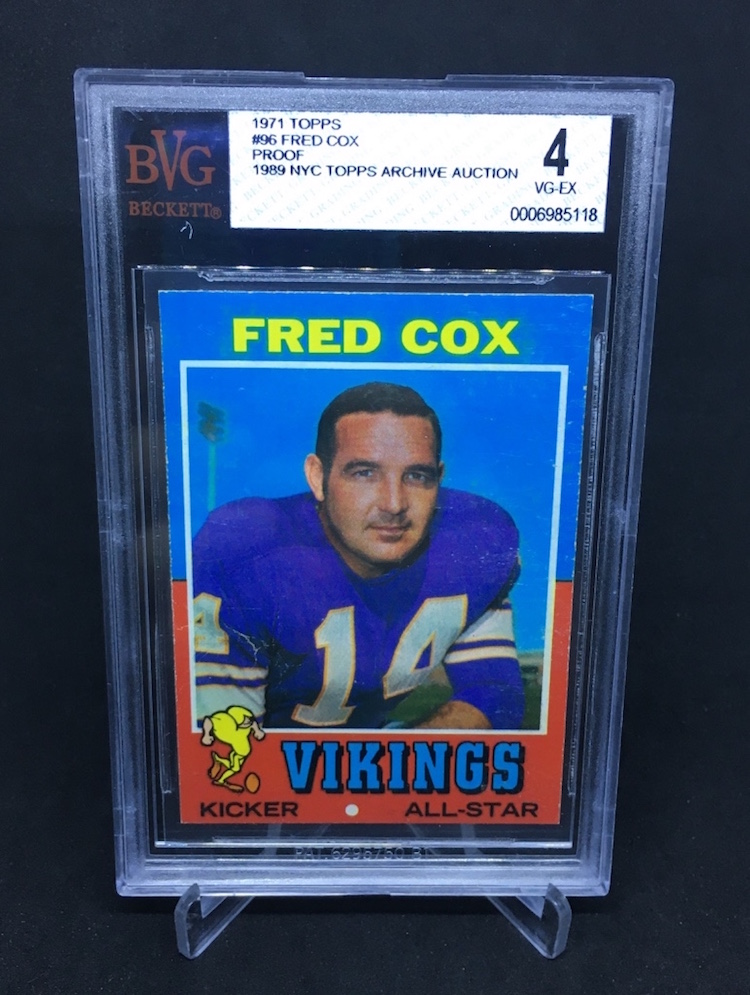 BVG
BECKETT®
1971 TOPPS
#96 FRED COX
PROOF
1989 NYC TOPPS ARCHIVE AUCTION
4
VG-EX
0006985118
FRED COX
14
4
VIKINGS
KICKER ALL-STAR